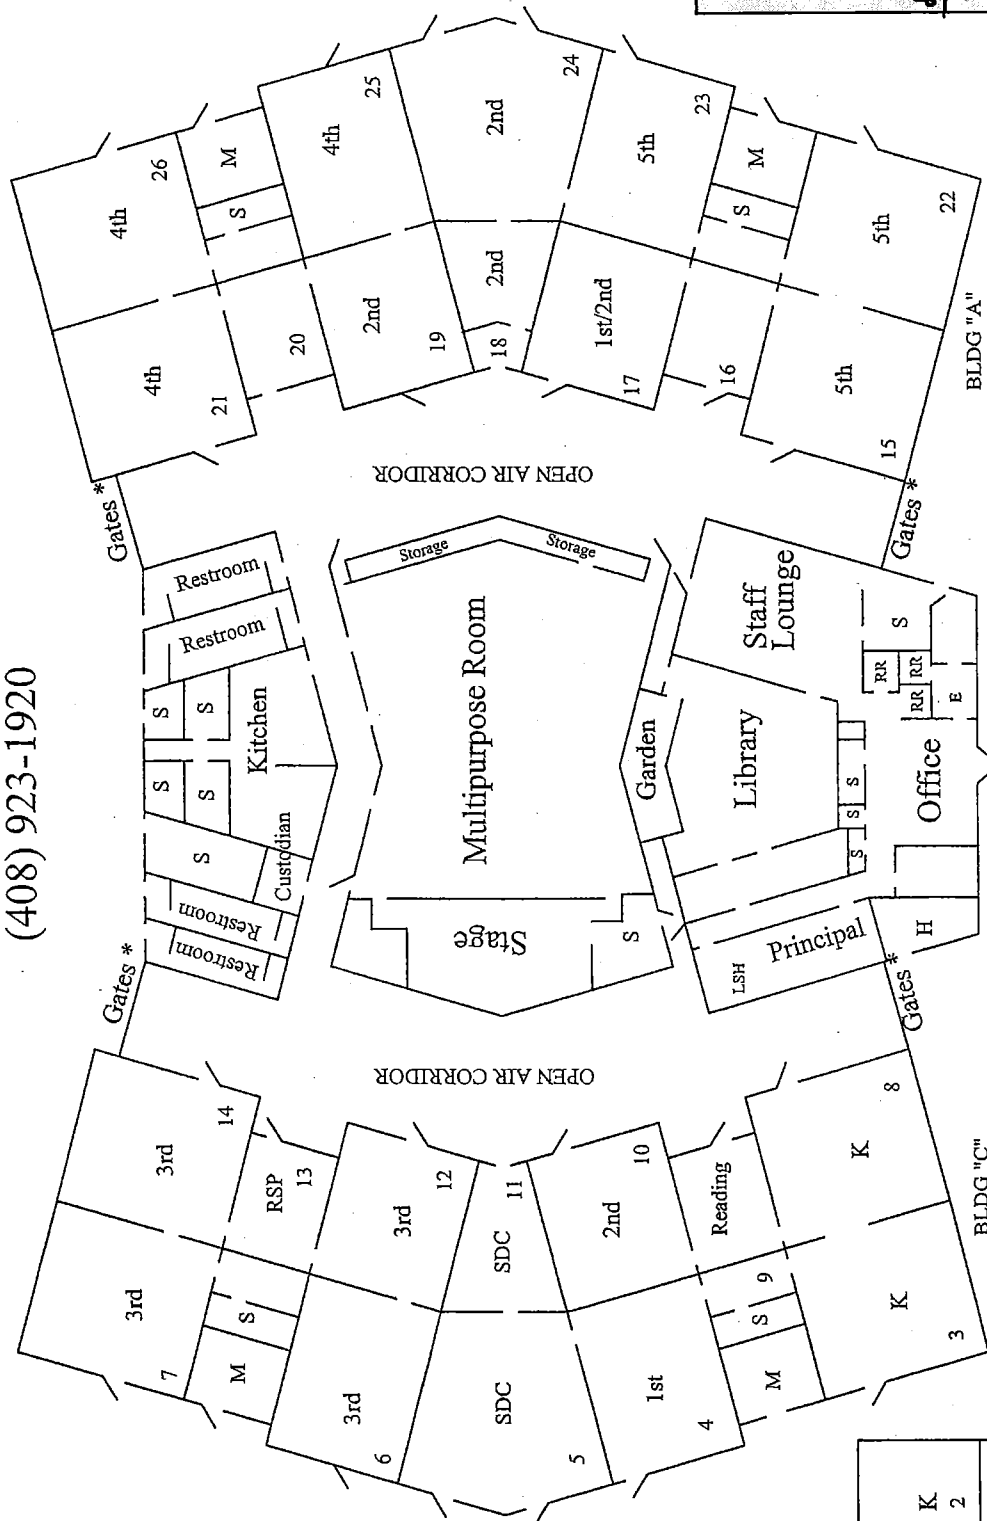 (408) 923-1920
4th
26
M
S
4th
25
2nd
24
5th
23
M
S
5th
22
4th
21
20
2nd
19
2nd
18
1st/2nd
17
16
5th
15
BLDG "A"
Gates *
OPEN AIR CORRIDOR
Gates *
Restroom
Restroom
S
S
S
S
Kitchen
S
Custodian
Restroom
Restroom
Storage
Storage
Multipurpose Room
Stage
S
Garden
Staff
Lounge
Library
S
RR
RR
RR
E
S
S
S
Office
Principal
LSH
H
Gates *
OPEN AIR CORRIDOR
Gates *
3rd
14
RSP
13
3rd
12
SDC
11
2nd
10
Reading
K
8
3rd
7
M
S
3rd
6
SDC
5
1st
4
M
S
9
K
3
BLDG "C"
K
2